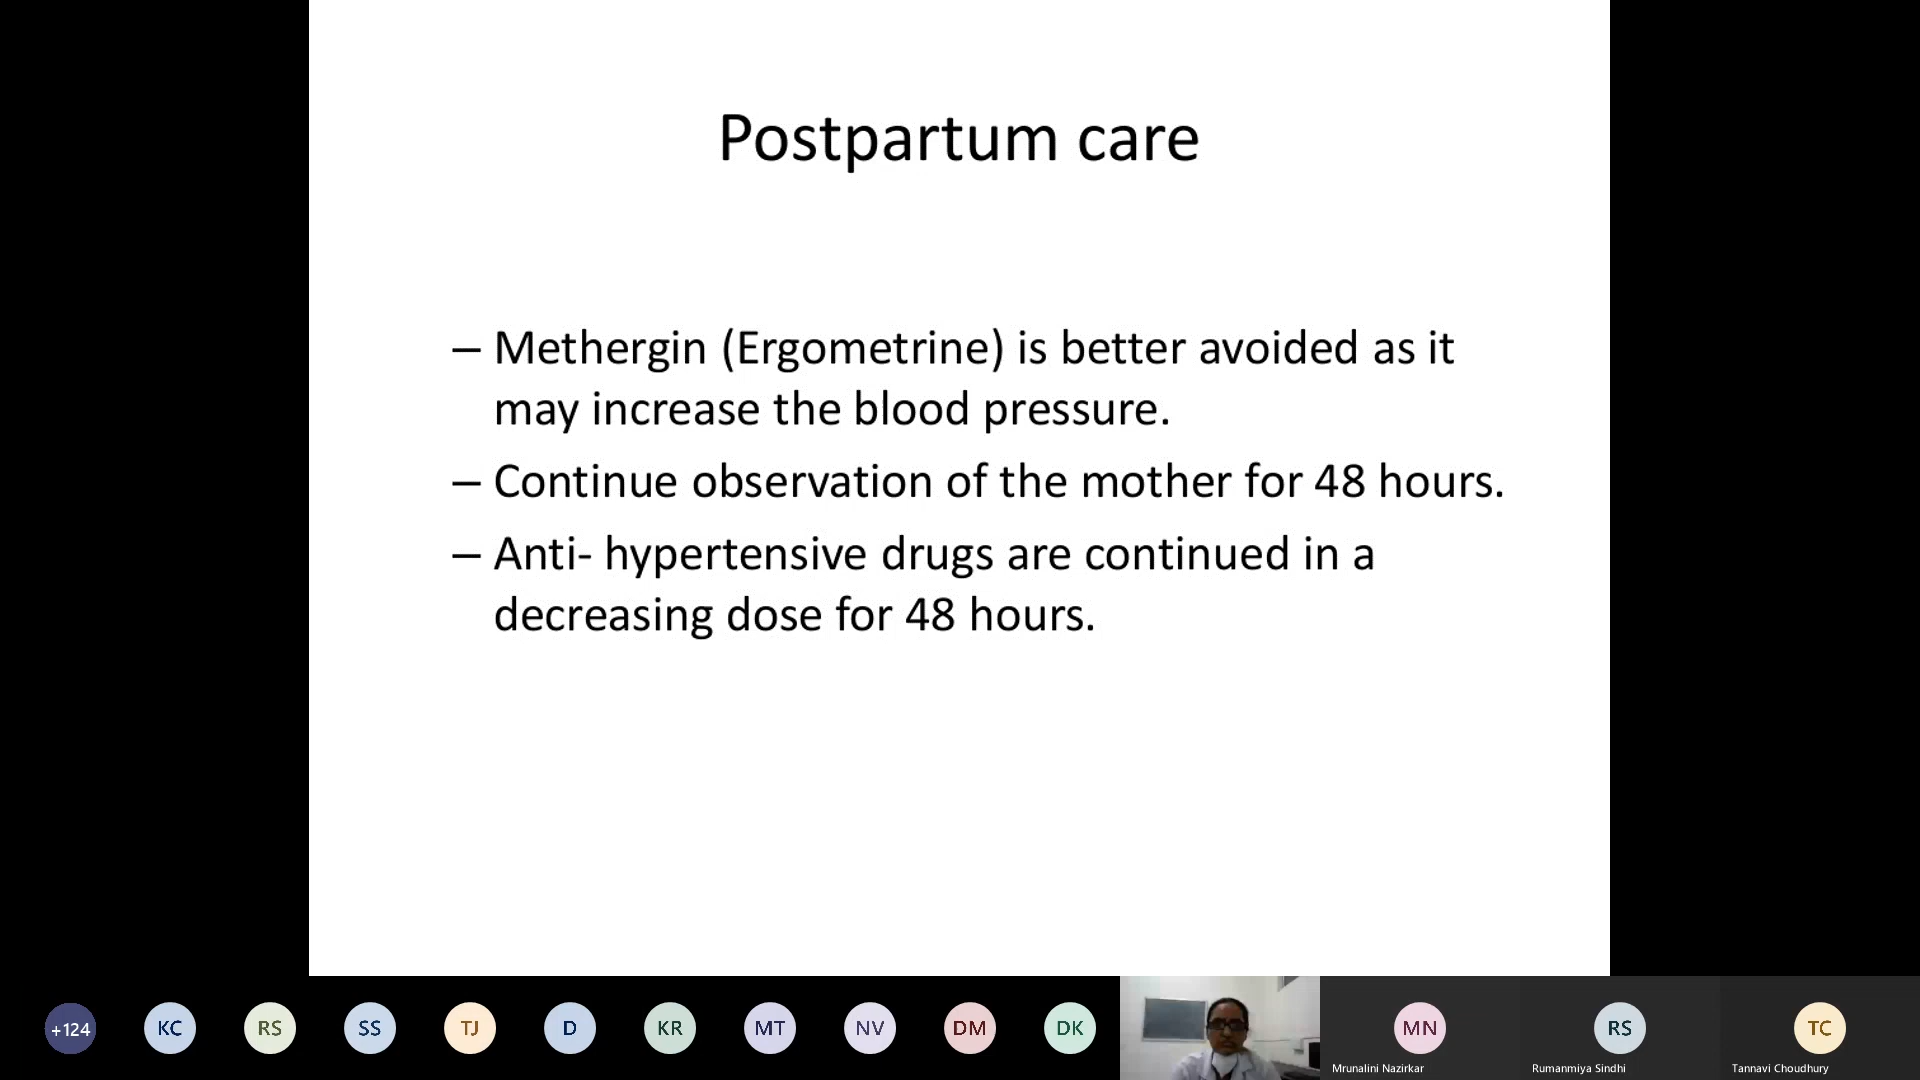 Postpartum care
– Methergin (Ergometrine) is better avoided as it
may increase the blood pressure.
– Continue observation of the mother for 48 hours.
– Anti- hypertensive drugs are continued in a
decreasing dose for 48 hours.
+124
KC
RS
SS
TJ
D
KR
MT
NV
DM
DK
MN
RS
TC
Mrunalini Nazirkar
Rumanmiya Sindhi
Tannavi Choudhury